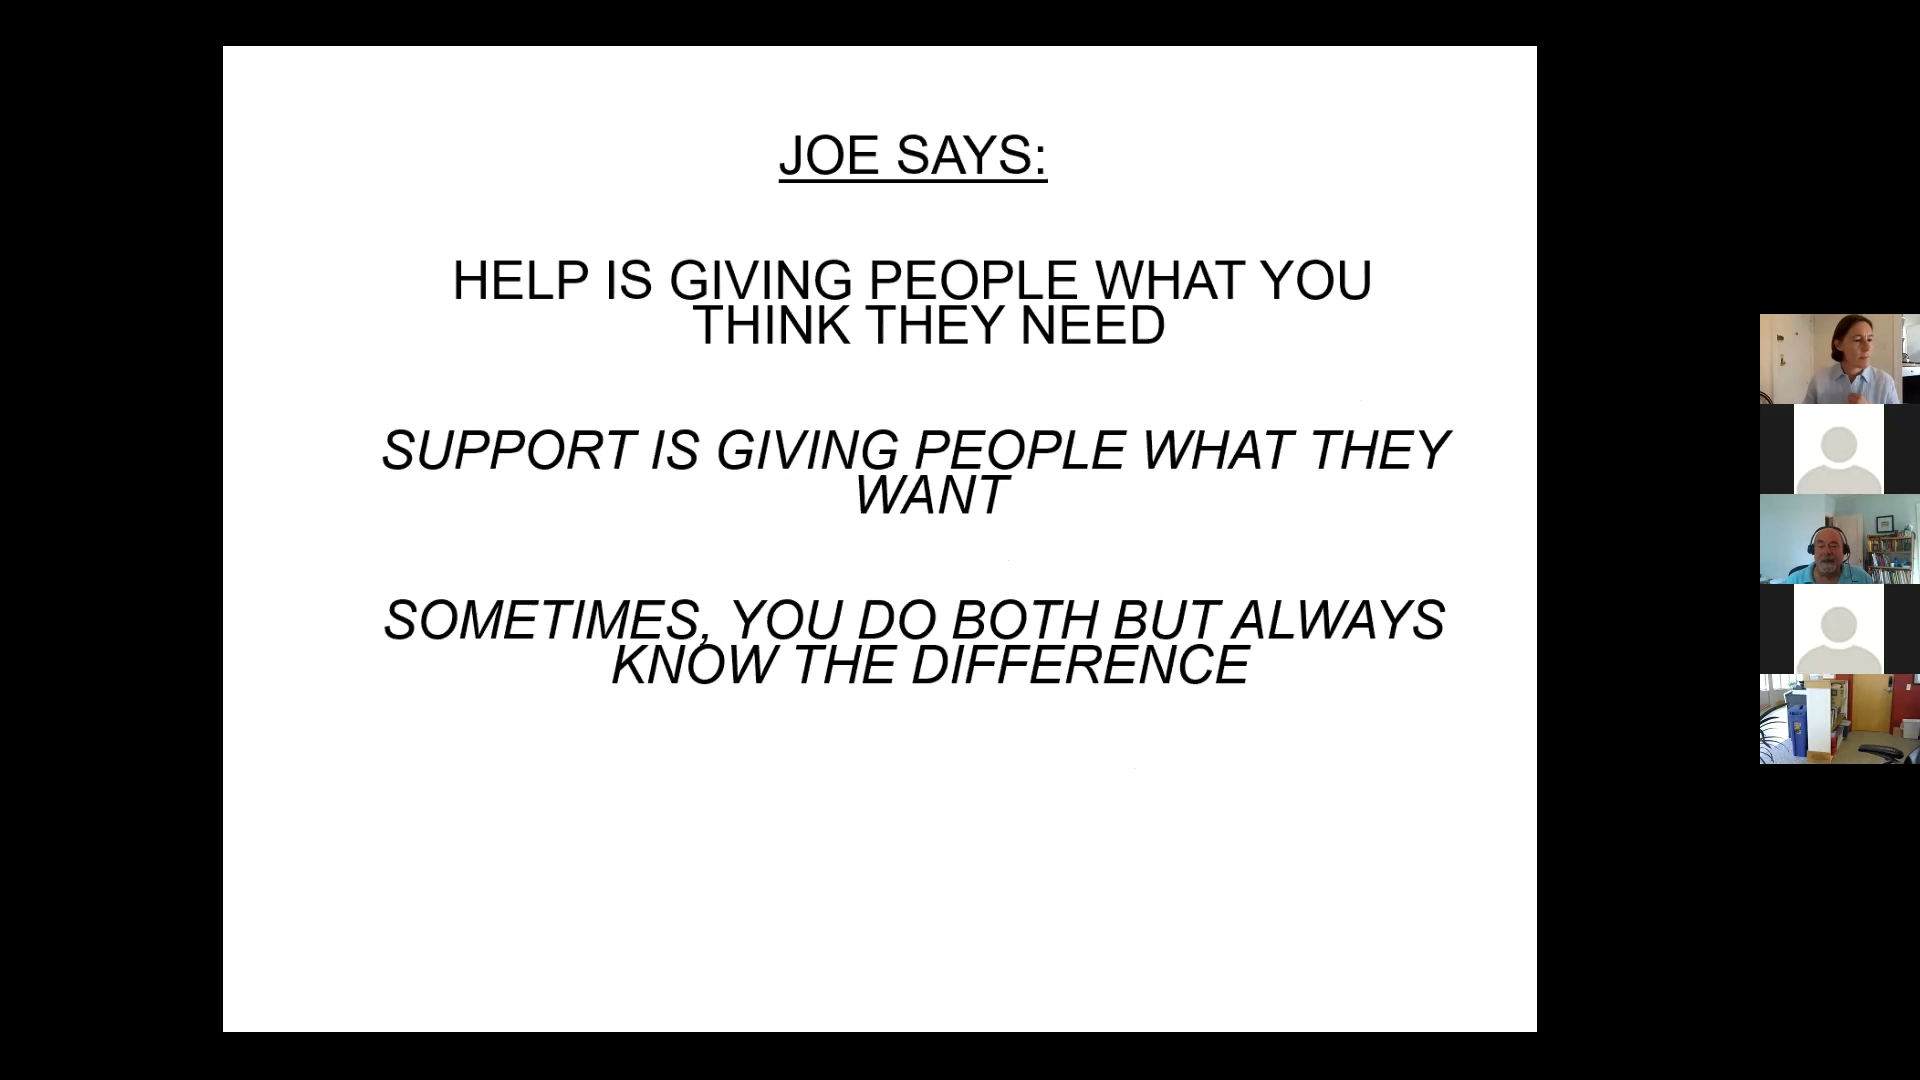 JOE SAYS:
HELP IS GIVING PEOPLE WHAT YOU
THINK THEY NEED
SUPPORT IS GIVING PEOPLE WHAT THEY
WANT
SOMETIMES, YOU DO BOTH BUT ALWAYS
KNOW THE DIFFERENCE